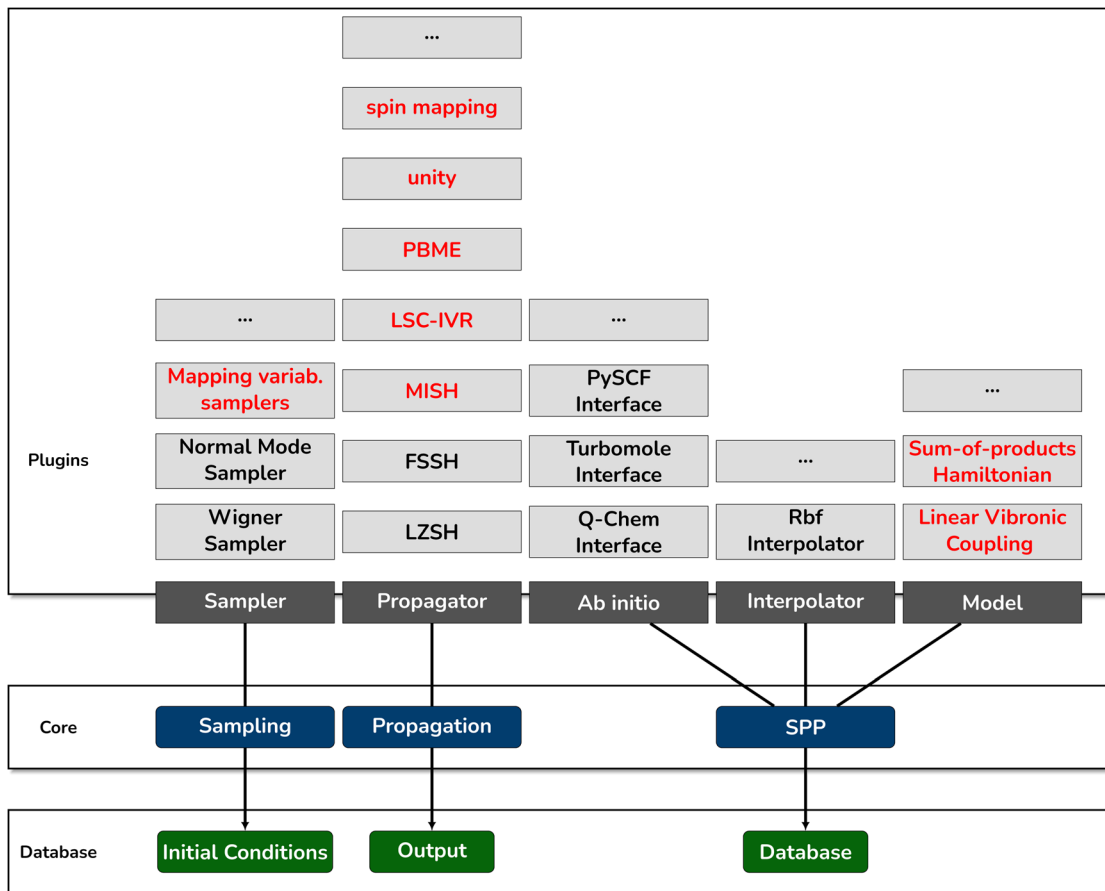 ...
spin mapping
unity
PBME
...
LSC-IVR
...
Mapping variab.
samplers
MISH
PySCF
Interface
...
Plugins
Normal Mode
Sampler
FSSH
Turbomole
Interface
...
Sum-of-products
Hamiltonian
Wigner
Sampler
LZSH
Q-Chem
Interface
Rbf
Interpolator
Linear Vibronic
Coupling
Sampler
Propagator
Ab initio
Interpolator
Model
Core
Sampling
Propagation
SPP
Database
Initial Conditions
Output
Database